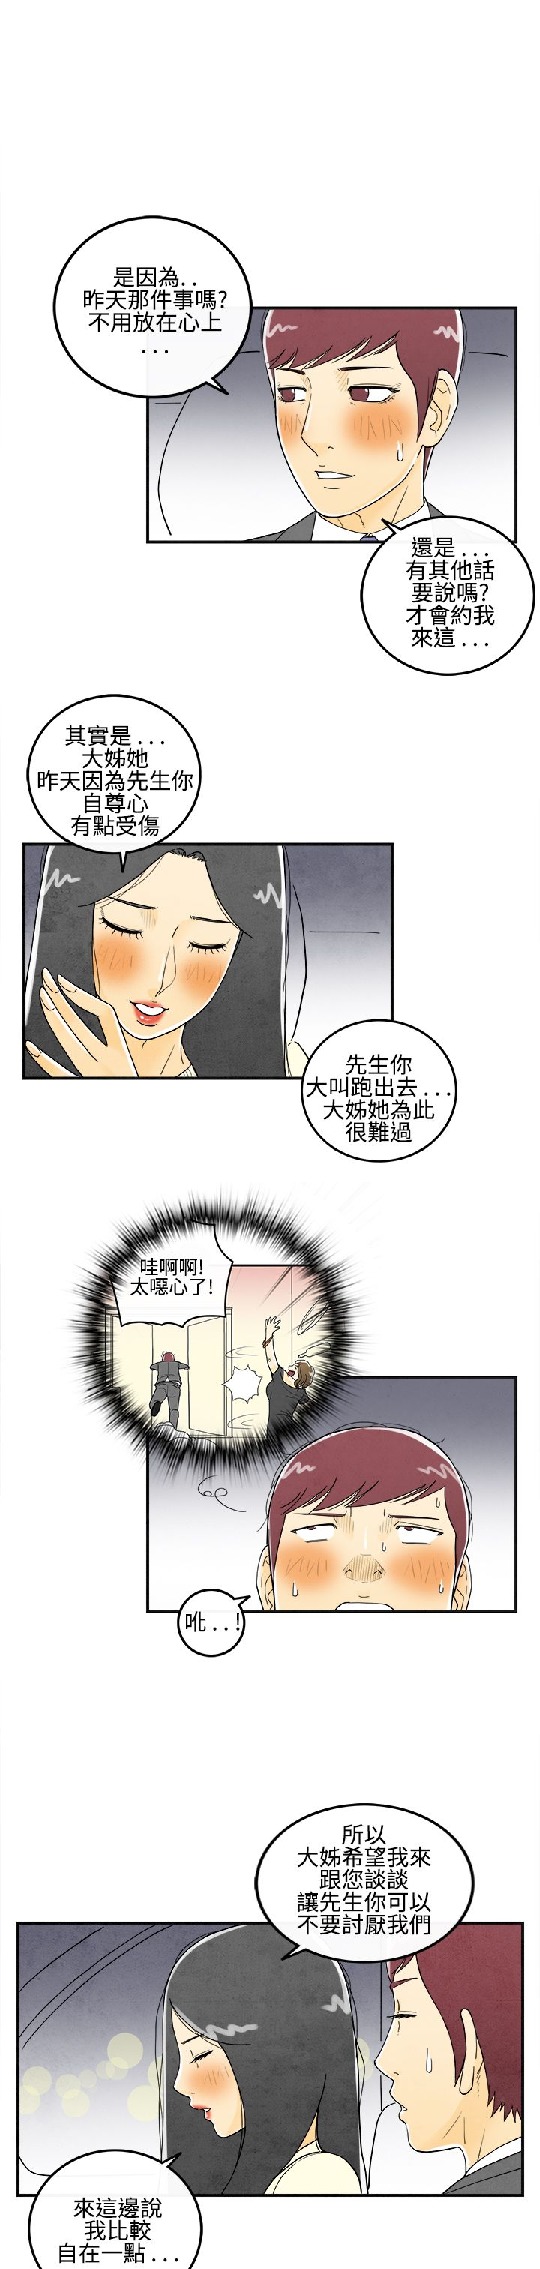 是因為..
昨天那件事嗎?
不用放在心上
...
還是...
有其他話
要說嗎?
才會約我
來這...
其實是...
大姊她
昨天因為先生你
自尊心
有點受傷
先生你
大叫跑出去...
大姊她為此
很難過
哇啊啊!
太噁心了!
吪..!
所以
大姊希望我來
跟您談談
讓先生你可以
不要討厭我們
來這邊說
我比較
自在一點...